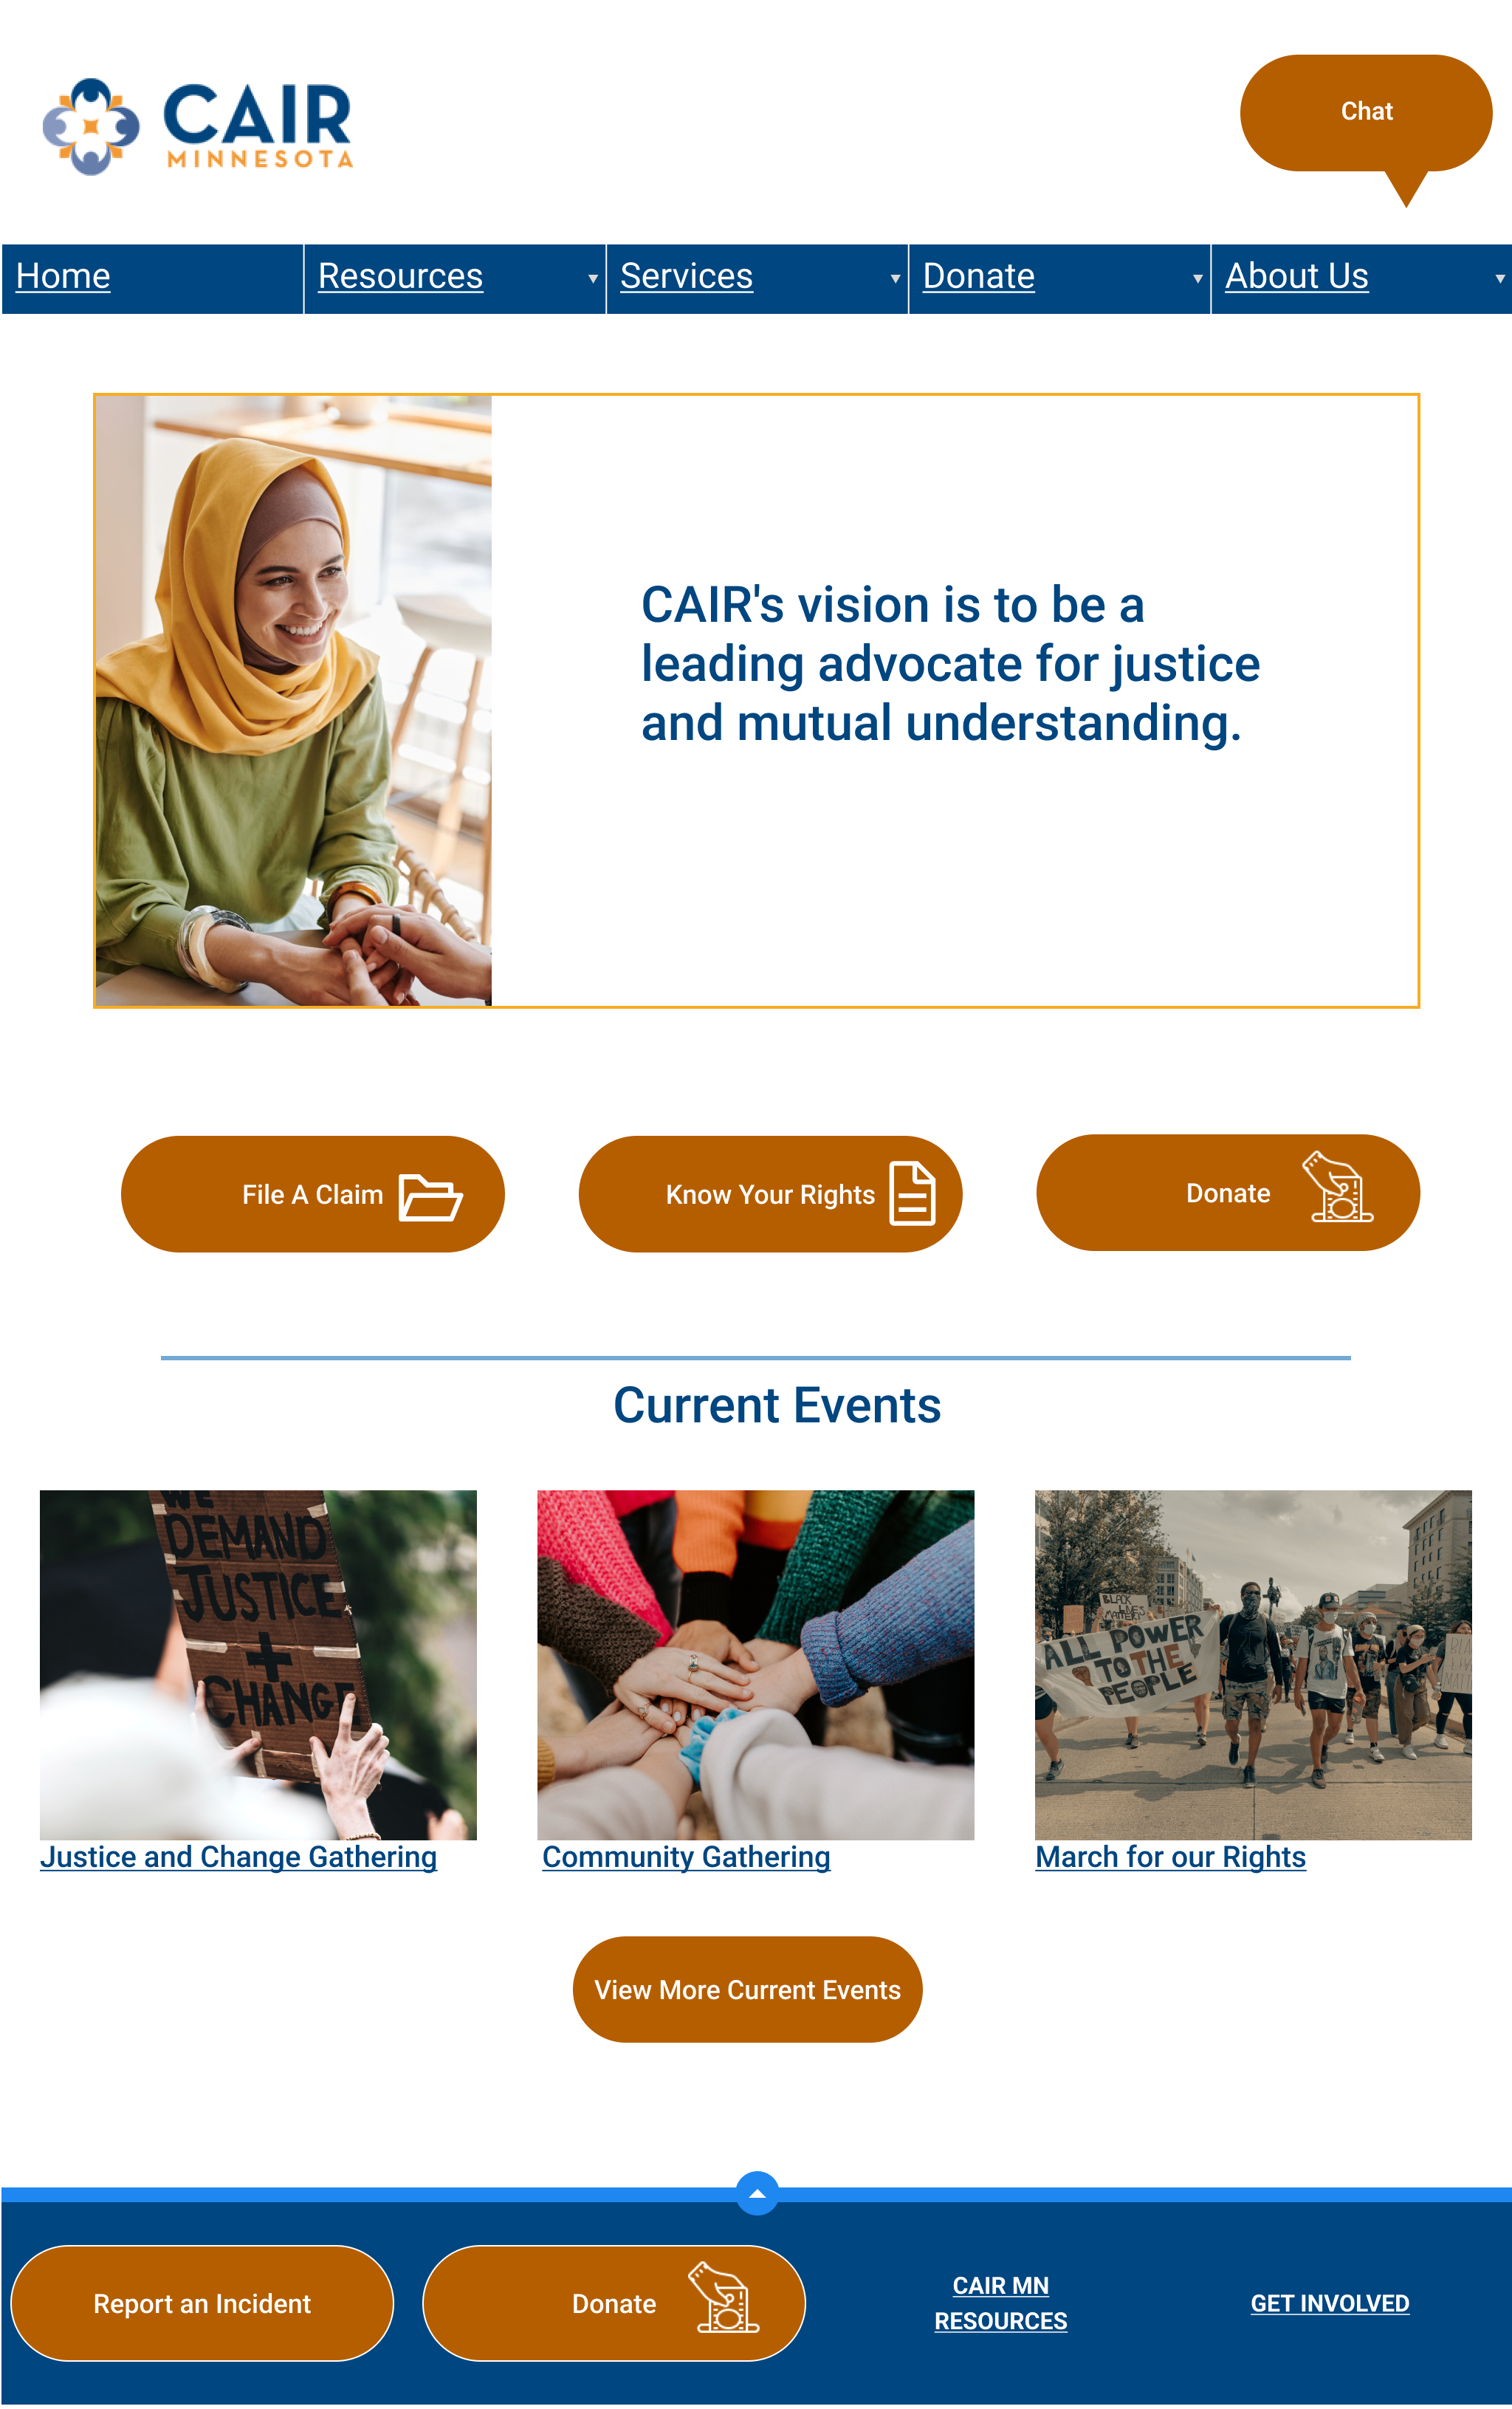 CAIR
MINNESOTA
Chat
Home
Resources
Services
Donate
About Us
CAIR's vision is to be a
leading advocate for justice
and mutual understanding.
File A Claim
Know Your Rights
Donate
Current Events
WE
DEMAND
JUSTICE
+
CHANGE
BLACK
LIVES
MATTER
ALL POWER
TO THE
PEOPLE
Justice and Change Gathering
Community Gathering
March for our Rights
View More Current Events
Report an Incident
Donate
CAIR MN
RESOURCES
GET INVOLVED